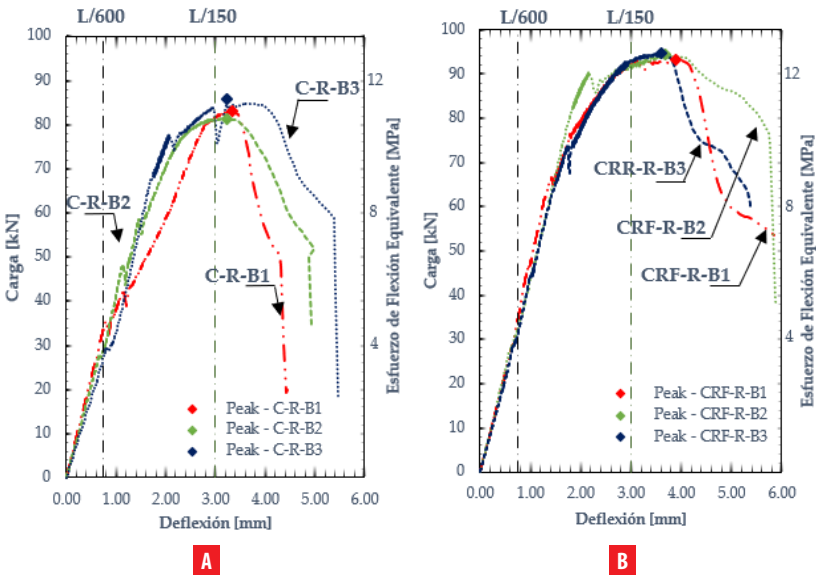 L/600 L/150
100
90
80
70
60
50
40
30
20
10
0
12
8
4
Carga [kN]
Esfuerzo de Flexión Equivalente [MPa]
C-R-B3
C-R-B2
C-R-B1
Peak - C-R-B1
Peak - C-R-B2
Peak - C-R-B3
0.00 1.00 2.00 3.00 4.00 5.00 6.00
Deflexión [mm]
A
L/600 L/150
100
90
80
70
60
50
40
30
20
10
0
12
8
4
Carga [kN]
Esfuerzo de Flexión Equivalente [MPa]
CRR-R-B3
CRF-R-B2
CRF-R-B1
Peak - CRF-R-B1
Peak - CRF-R-B2
Peak - CRF-R-B3
0.00 1.00 2.00 3.00 4.00 5.00 6.00
Deflexión [mm]
B